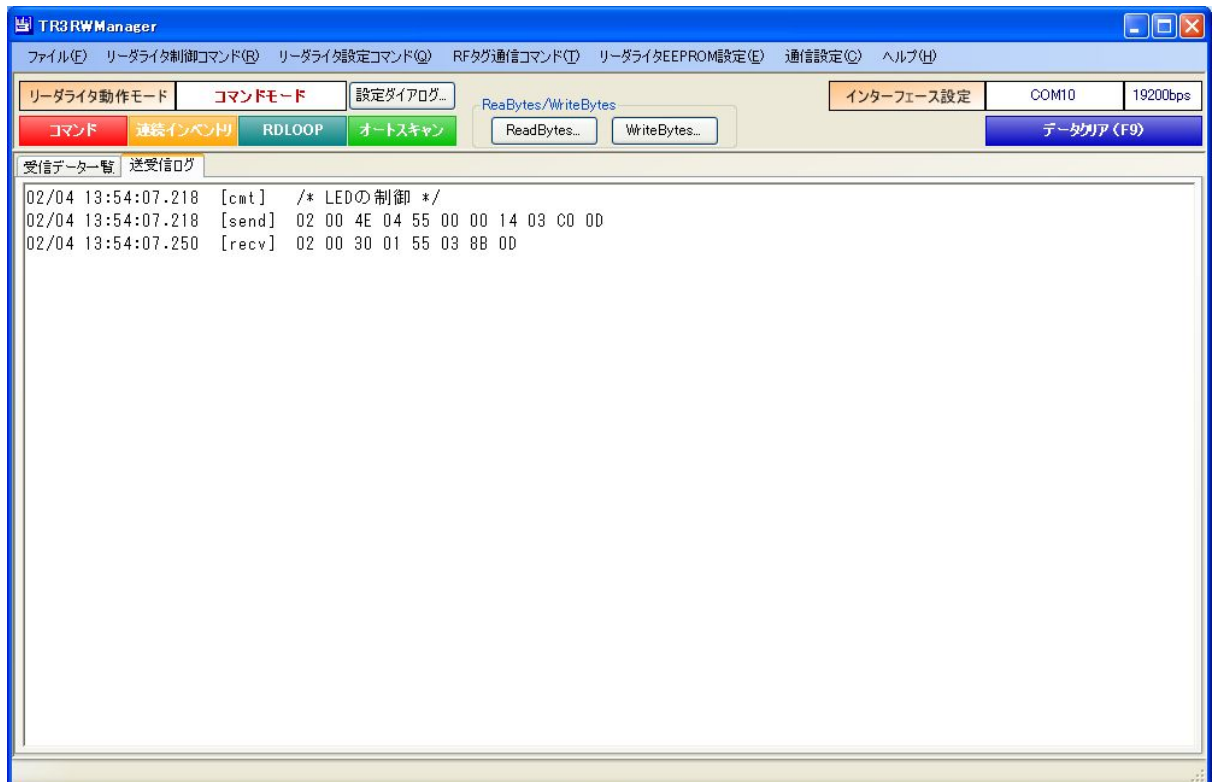 TR3RWManager
ファイル(F) リーダライタ制御コマンド(R) リーダライタ設定コマンド(Q) RFタグ通信コマンド(T) リーダライタEEPROM設定(E) 通信設定(C) ヘルプ(H)
リーダライタ動作モード コマンドモード 設定ダイアログ... ReaBytes/WriteBytes インターフェース設定 COM10 19200bps
コマンド 連続インベントリ RDLOOP オートスキャン ReadBytes... WriteBytes... データクリア(F9)
受信データ一覧 送受信ログ
02/04 13:54:07.218 [cmt] /* LEDの制御 */
02/04 13:54:07.218 [send] 02 00 4E 04 55 00 00 14 03 C0 0D
02/04 13:54:07.250 [recv] 02 00 30 01 55 03 8B 0D